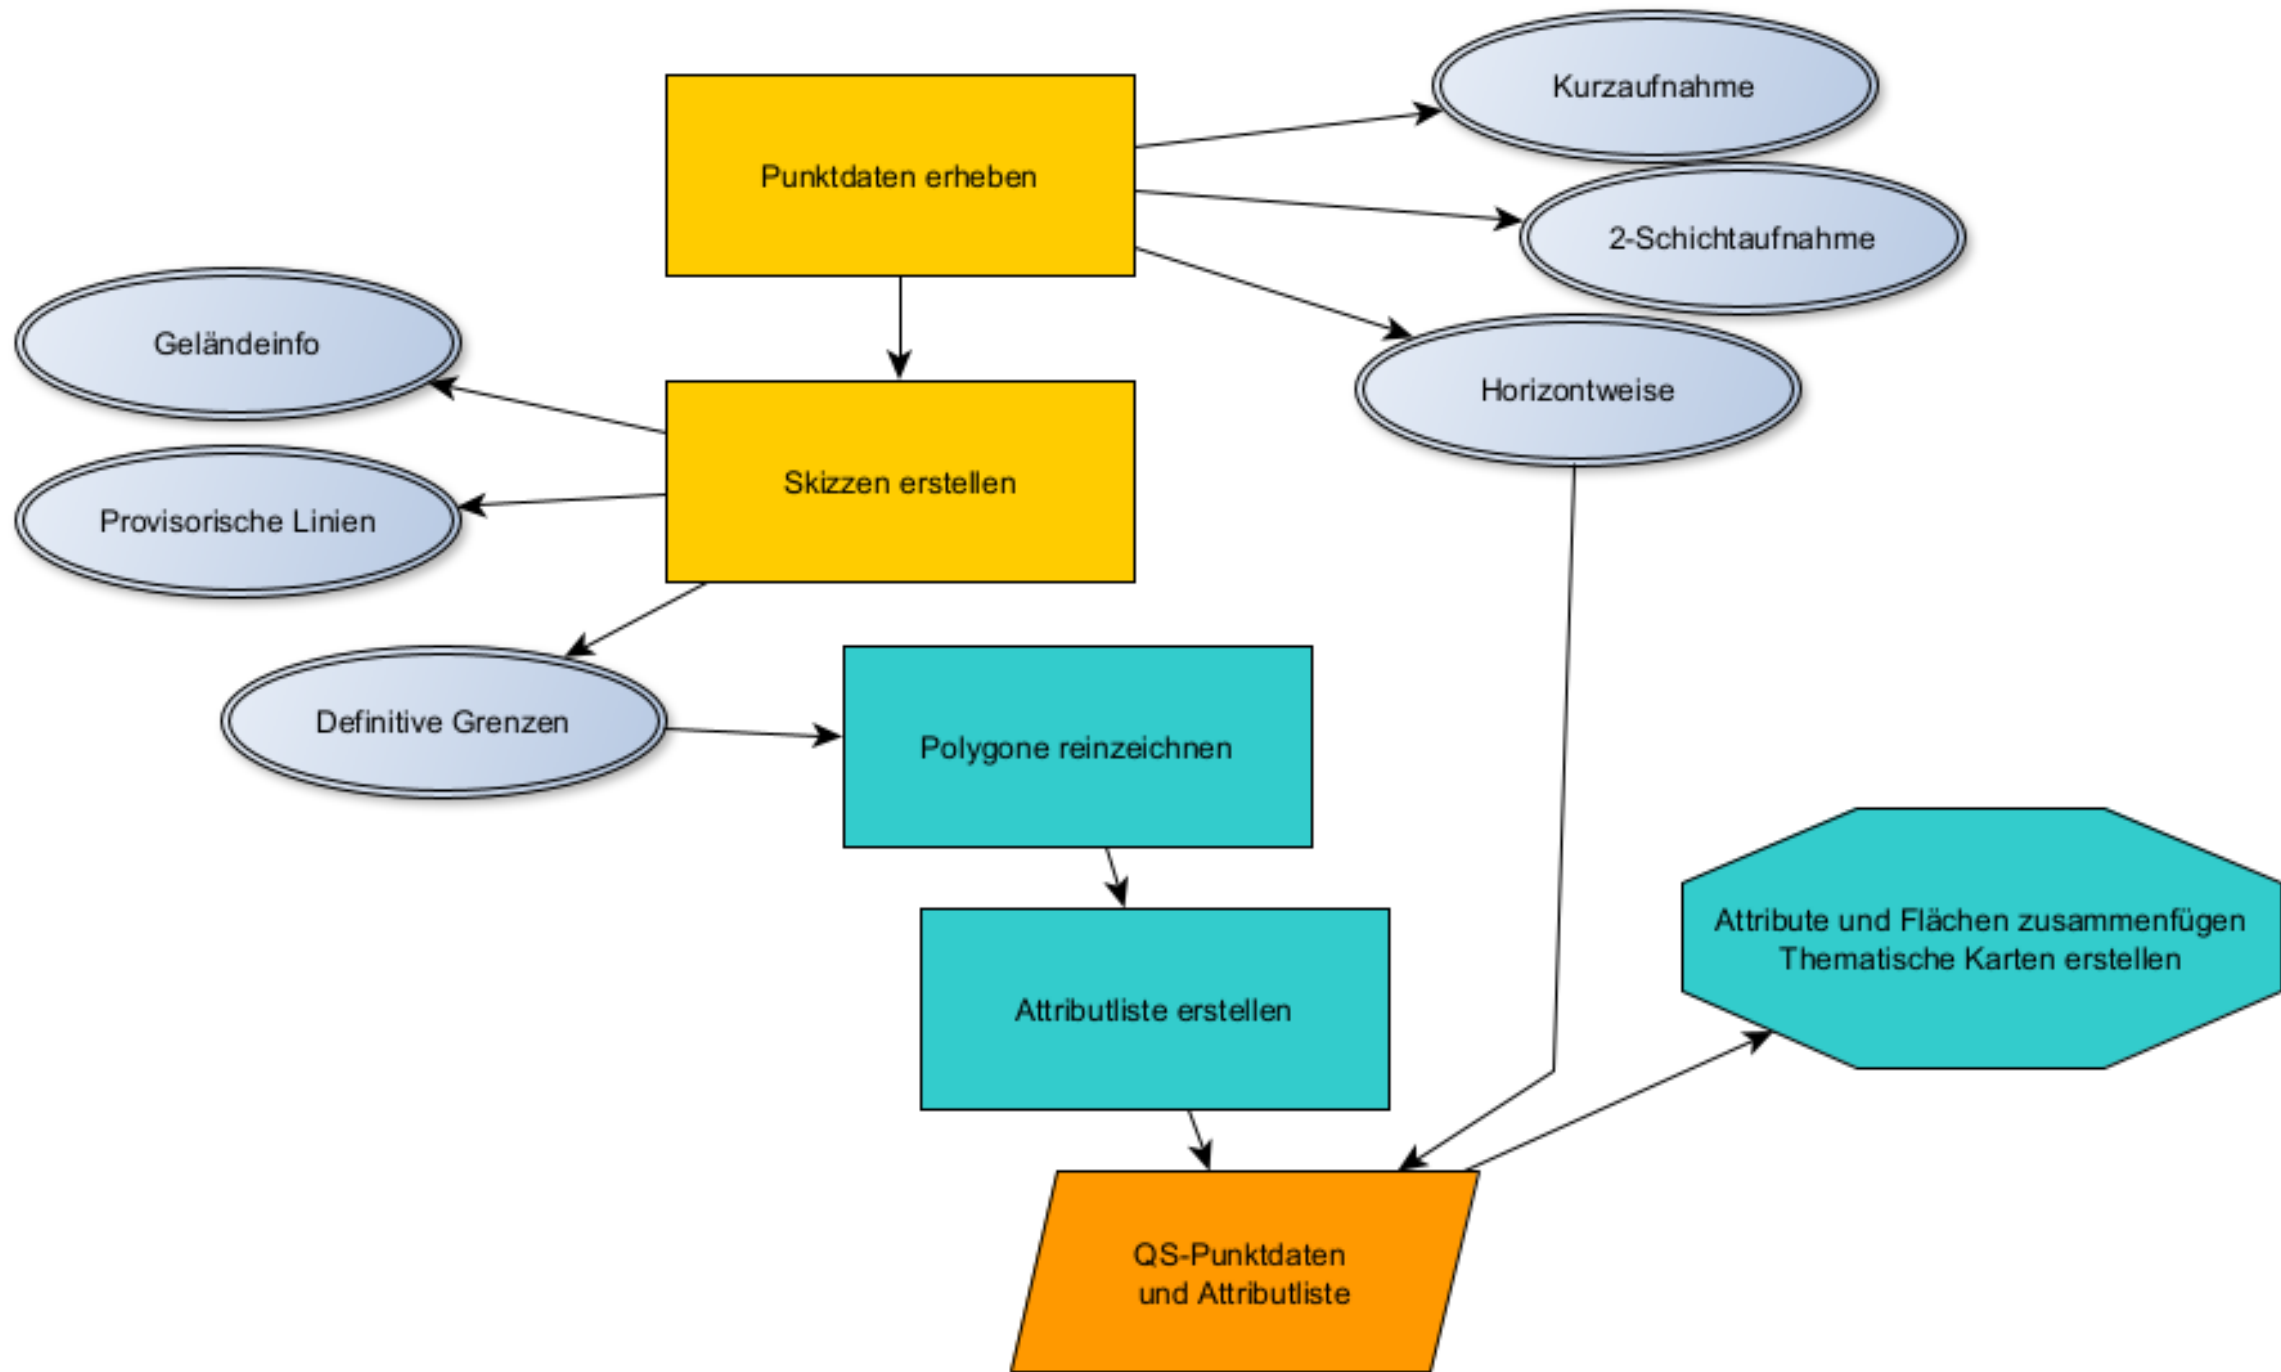 Kurzaufnahme
Punktdaten erheben
2-Schichtaufnahme
Geländeinfo
Horizontweise
Skizzen erstellen
Provisorische Linien
Definitive Grenzen
Polygone reinzeichnen
Attribute und Flächen zusammenfügen
Thematische Karten erstellen
Attributliste erstellen
QS-Punktdaten
und Attributliste